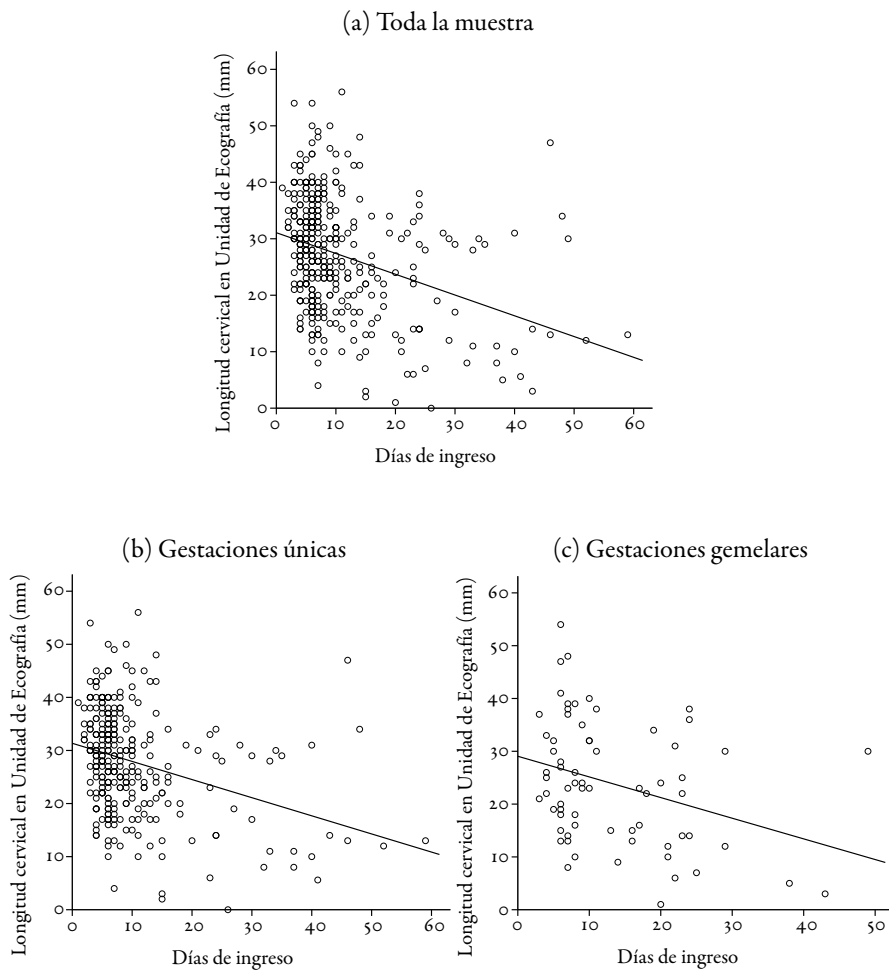 (a) Toda la muestra
Longitud cervical en Unidad de Ecografía (mm)
60
50
40
30
20
10
0
0 10 20 30 40 50 60
Días de ingreso
(b) Gestaciones únicas
Longitud cervical en Unidad de Ecografía (mm)
60
50
40
30
20
10
0
0 10 20 30 40 50 60
Días de ingreso
(c) Gestaciones gemelares
Longitud cervical en Unidad de Ecografía (mm)
60
50
40
30
20
10
0
0 10 20 30 40 50
Días de ingreso